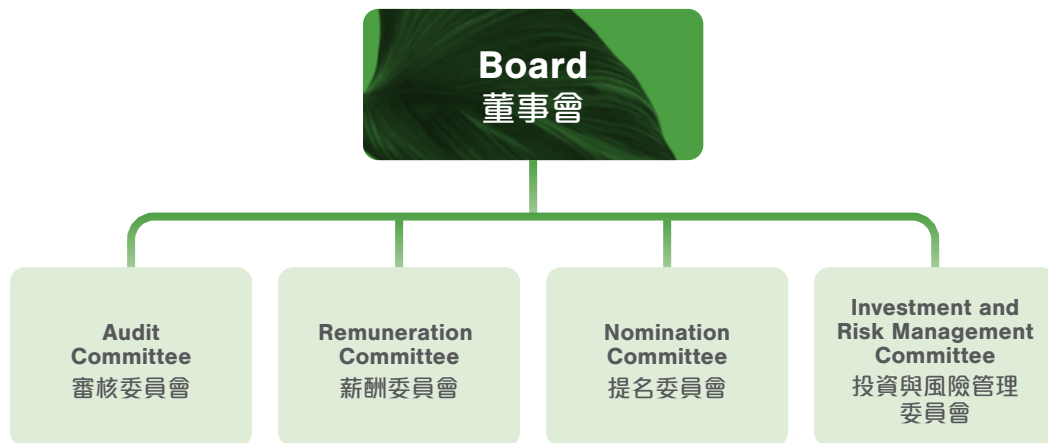 Board
董事會
Audit
Committee
審核委員會
Remuneration
Committee
薪酬委員會
Nomination
Committee
提名委員會
Investment and
Risk Management
Committee
投資與風險管理
委員會